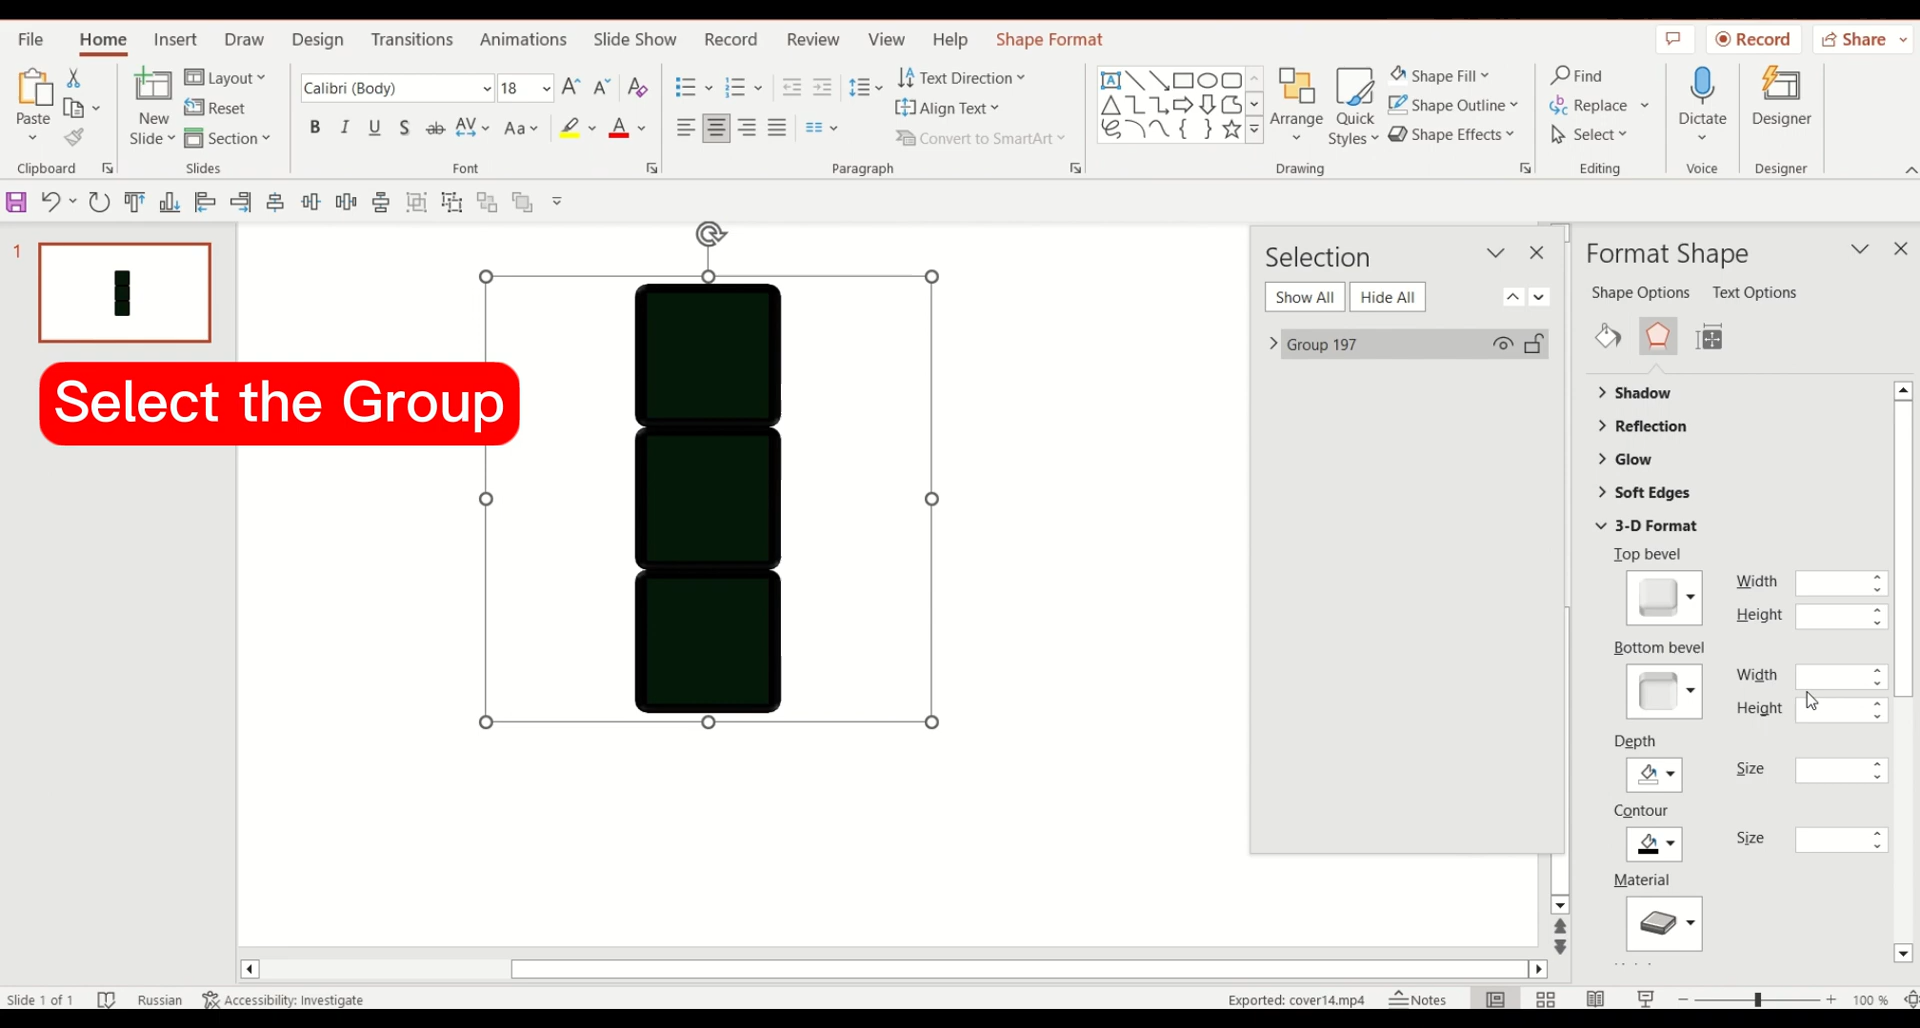 File Home Insert Draw Design Transitions Animations Slide Show Record Review View Help Shape Format Record Share
Paste
New
Slide
Layout
Reset
Section
Calibri (Body) 18
B I U S ab AV Aa A
Text Direction
Align Text
Convert to SmartArt
Arrange
Quick
Styles
Shape Fill
Shape Outline
Shape Effects
Find
Replace
Select
Dictate
Designer
Clipboard Slides Font Paragraph Drawing Editing Voice Designer
1
Select the Group
Selection
Show All Hide All
Group 197
Format Shape
Shape Options Text Options
Shadow
Reflection
Glow
Soft Edges
3-D Format
Top bevel
Width
Height
Bottom bevel
Width
Height
Depth
Size
Contour
Size
Material
Slide 1 of 1 Russian Accessibility: Investigate Exported: cover14.mp4 Notes 100 %